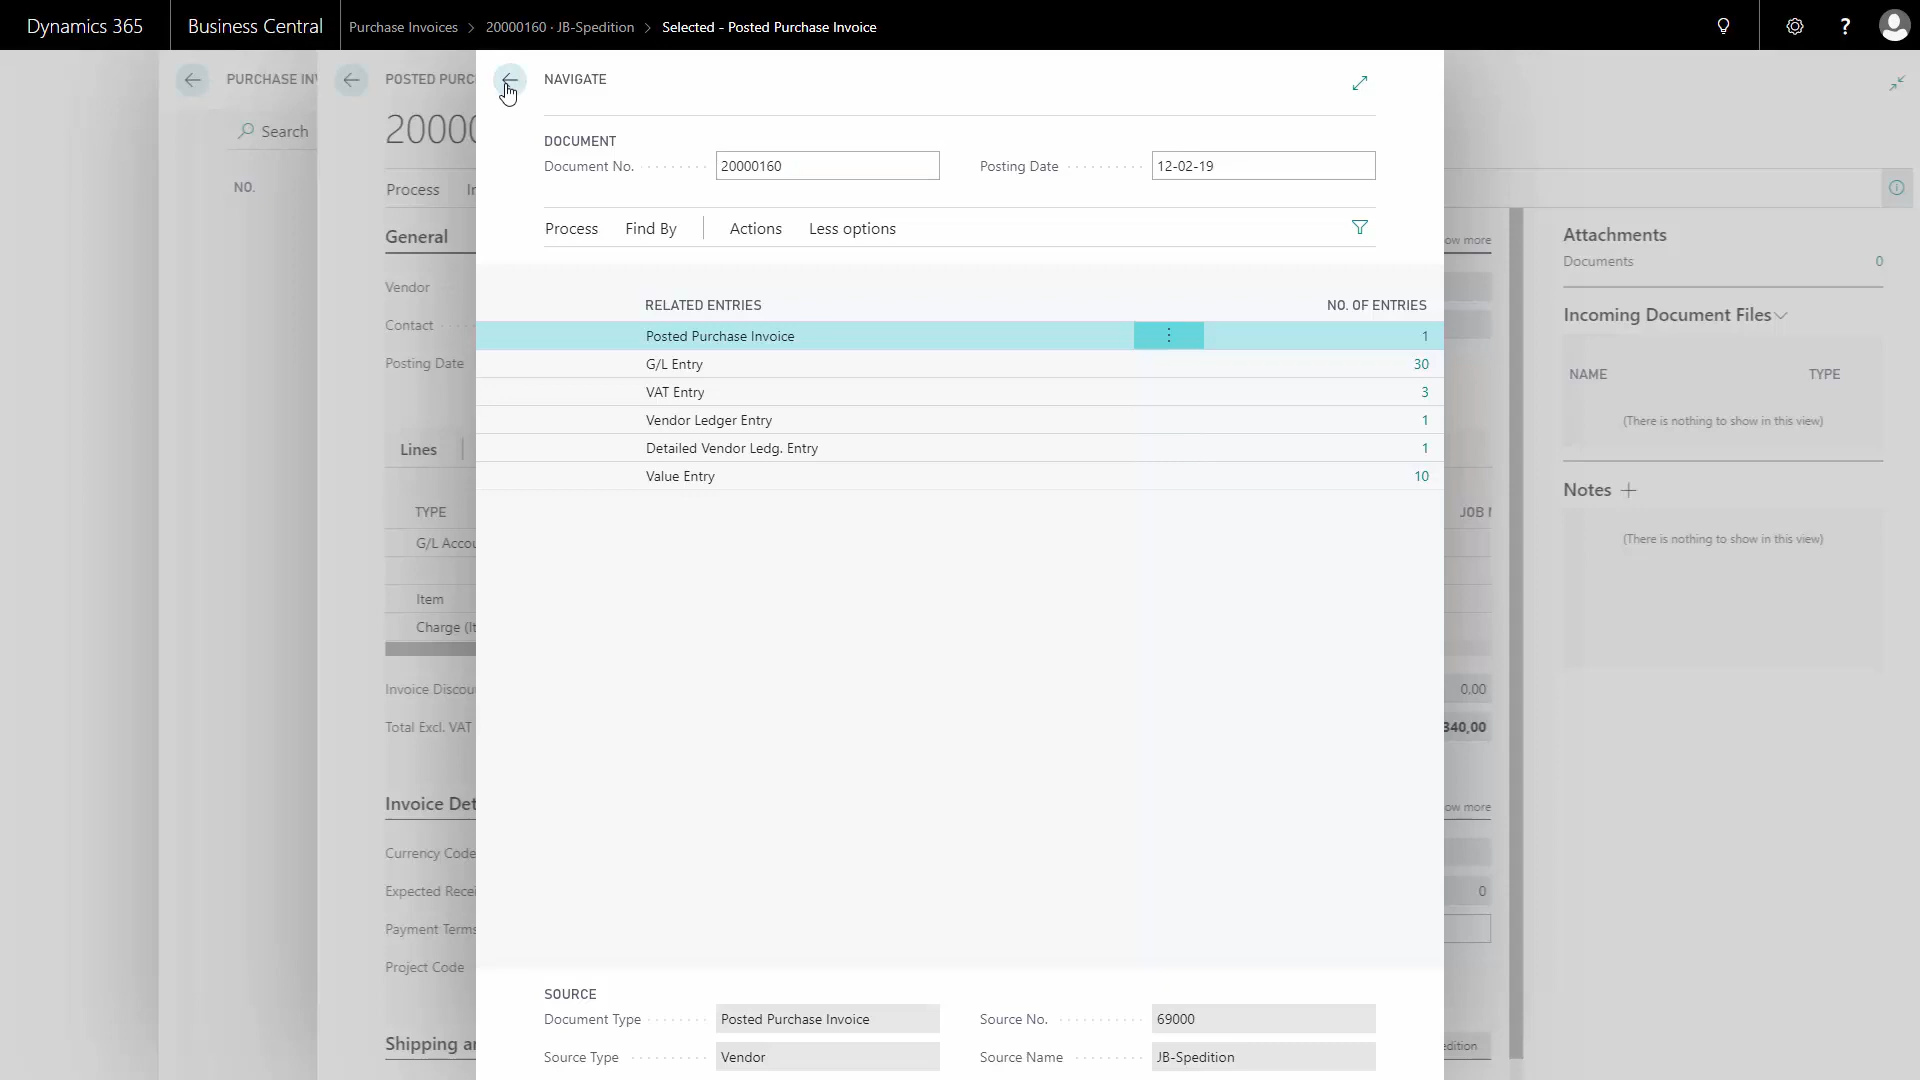 Dynamics 365
Business Central
Purchase Invoices > 20000160 · JB-Spedition > Selected - Posted Purchase Invoice
PURCHASE INV
POSTED PURC
NAVIGATE
Search
2000
NO.
Process
General
Vendor
Contact
Posting Date
Lines
TYPE
G/L Accou
Item
Charge (It
Invoice Discou
Total Excl. VAT
Invoice Det
Currency Code
Expected Rece
Payment Terms
Project Code
Shipping a
DOCUMENT
Document No. 20000160
Posting Date 12-02-19
Process Find By Actions Less options
RELATED ENTRIES NO. OF ENTRIES
Posted Purchase Invoice 1
G/L Entry 30
VAT Entry 3
Vendor Ledger Entry 1
Detailed Vendor Ledg. Entry 1
Value Entry 10
SOURCE
Document Type Posted Purchase Invoice
Source No. 69000
Source Type Vendor
Source Name JB-Spedition
ow more
JOB
0,00
340,00
ow more
0
edition
Attachments
Documents 0
Incoming Document Files
NAME TYPE
(There is nothing to show in this view)
Notes
(There is nothing to show in this view)